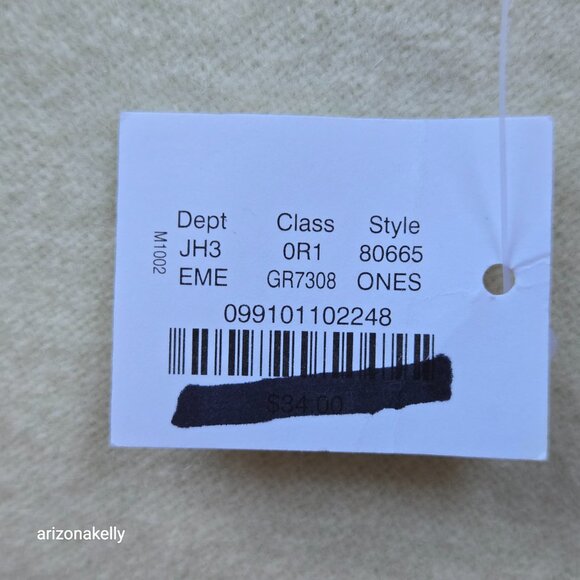 Dept Class Style
JH3 0R1 80665
EME GR7308 ONES
M1002
099101102248
$34.00
arizonakelly